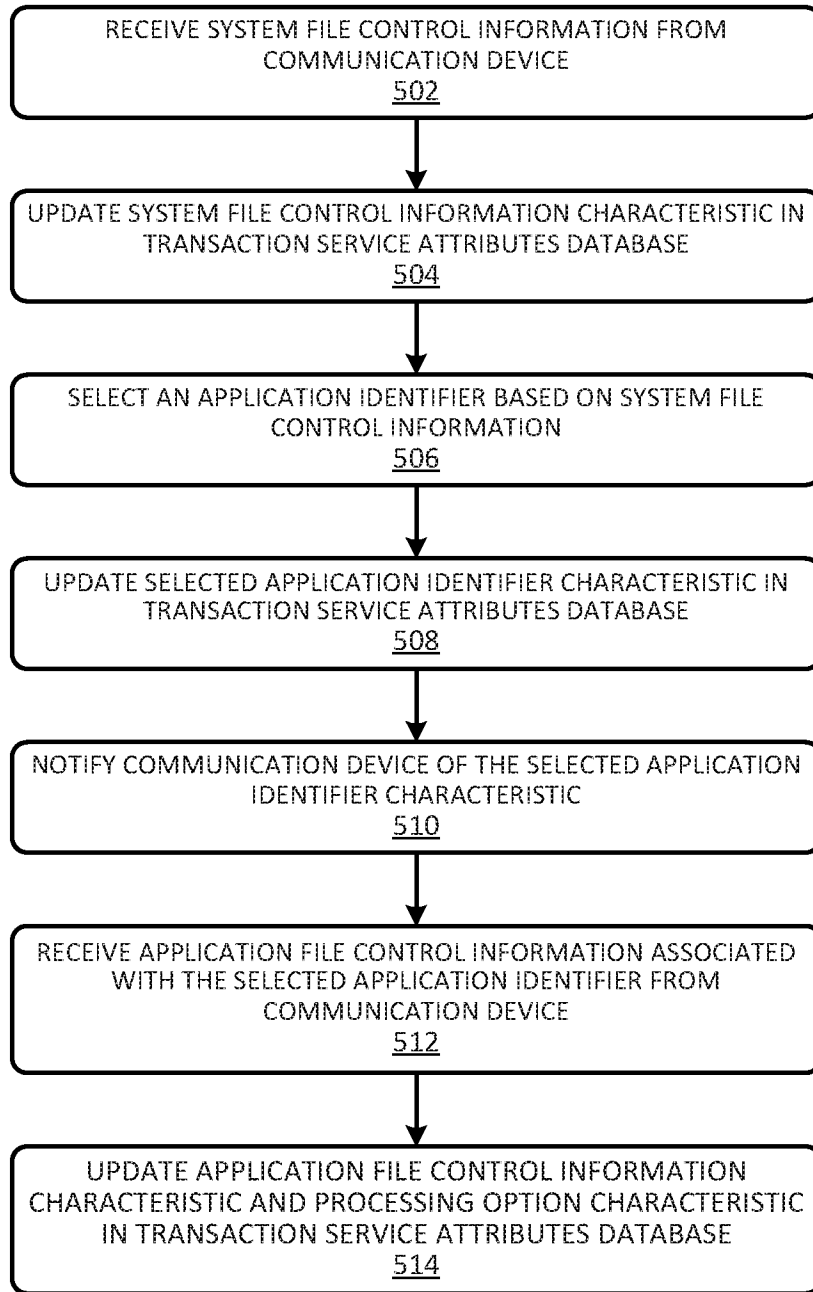 RECEIVE SYSTEM FILE CONTROL INFORMATION FROM
COMMUNICATION DEVICE
502
UPDATE SYSTEM FILE CONTROL INFORMATION CHARACTERISTIC IN
TRANSACTION SERVICE ATTRIBUTES DATABASE
504
SELECT AN APPLICATION IDENTIFIER BASED ON SYSTEM FILE
CONTROL INFORMATION
506
UPDATE SELECTED APPLICATION IDENTIFIER CHARACTERISTIC IN
TRANSACTION SERVICE ATTRIBUTES DATABASE
508
NOTIFY COMMUNICATION DEVICE OF THE SELECTED APPLICATION
IDENTIFIER CHARACTERISTIC
510
RECEIVE APPLICATION FILE CONTROL INFORMATION ASSOCIATED
WITH THE SELECTED APPLICATION IDENTIFIER FROM
COMMUNICATION DEVICE
512
UPDATE APPLICATION FILE CONTROL INFORMATION
CHARACTERISTIC AND PROCESSING OPTION CHARACTERISTIC
IN TRANSACTION SERVICE ATTRIBUTES DATABASE
514